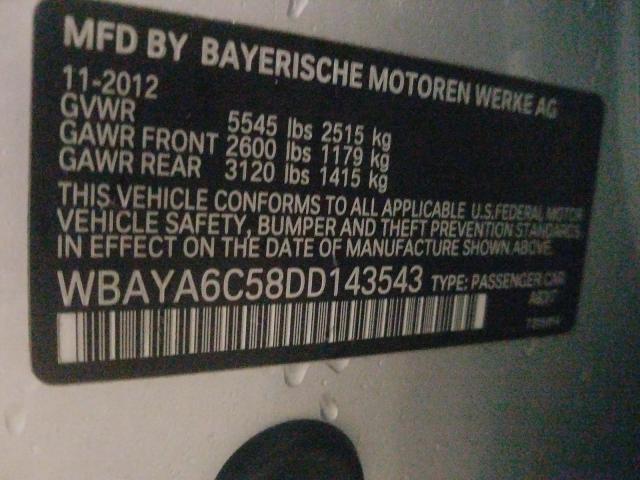 MFD BY BAYERISCHE MOTOREN WERKE AG
11-2012
GVWR 5545 lbs 2515 kg
GAWR FRONT 2600 lbs 1179 kg
GAWR REAR 3120 lbs 1415 kg
THIS VEHICLE CONFORMS TO ALL APPLICABLE U.S.FEDERAL MOTOR
VEHICLE SAFETY, BUMPER AND THEFT PREVENTION STANDARDS
IN EFFECT ON THE DATE OF MANUFACTURE SHOWN ABOVE.
WBAYA6C58DD143543 TYPE: PASSENGER CAR